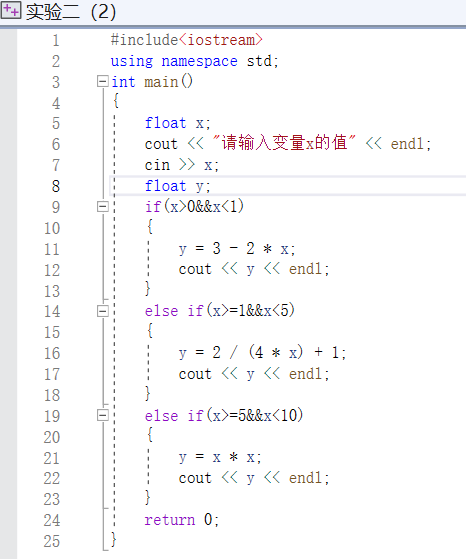 实验二（2）
1 #include<iostream>
2 using namespace std;
3 int main()
4 {
5 float x;
6 cout << "请输入变量x的值" << endl;
7 cin >> x;
8 float y;
9 if(x>0&&x<1)
10 {
11 y = 3 - 2 * x;
12 cout << y << endl;
13 }
14 else if(x>=1&&x<5)
15 {
16 y = 2 / (4 * x) + 1;
17 cout << y << endl;
18 }
19 else if(x>=5&&x<10)
20 {
21 y = x * x;
22 cout << y << endl;
23 }
24 return 0;
25 }